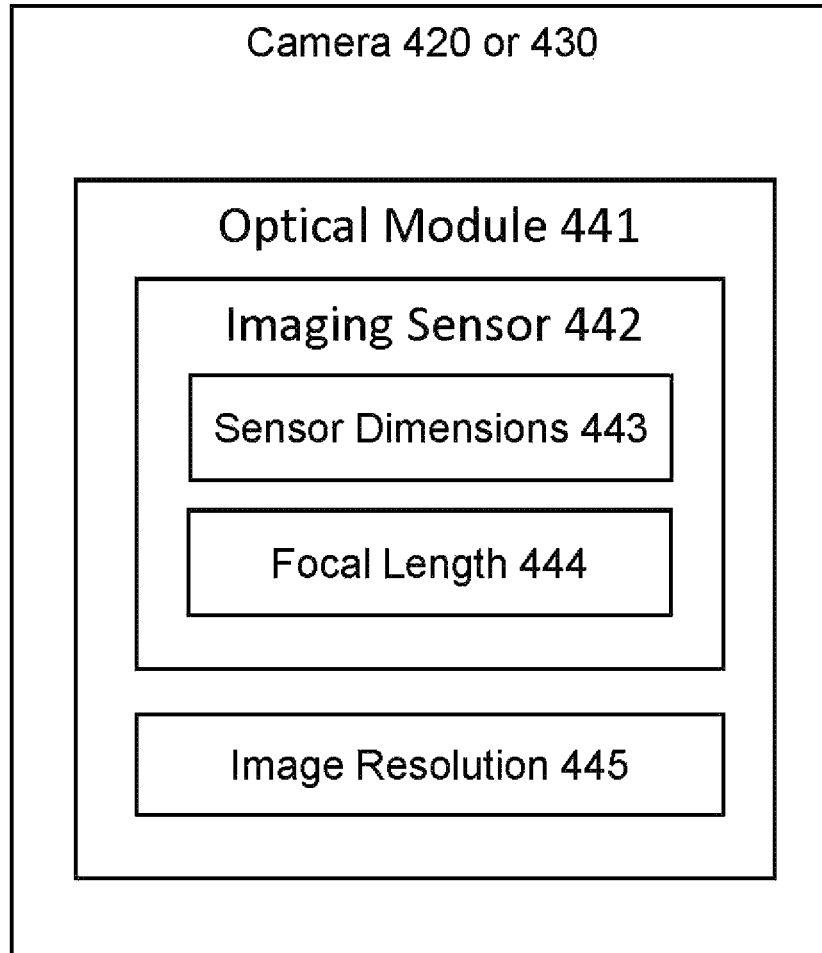 Camera 420 or 430
Optical Module 441
Imaging Sensor 442
Sensor Dimensions 443
Focal Length 444
Image Resolution 445